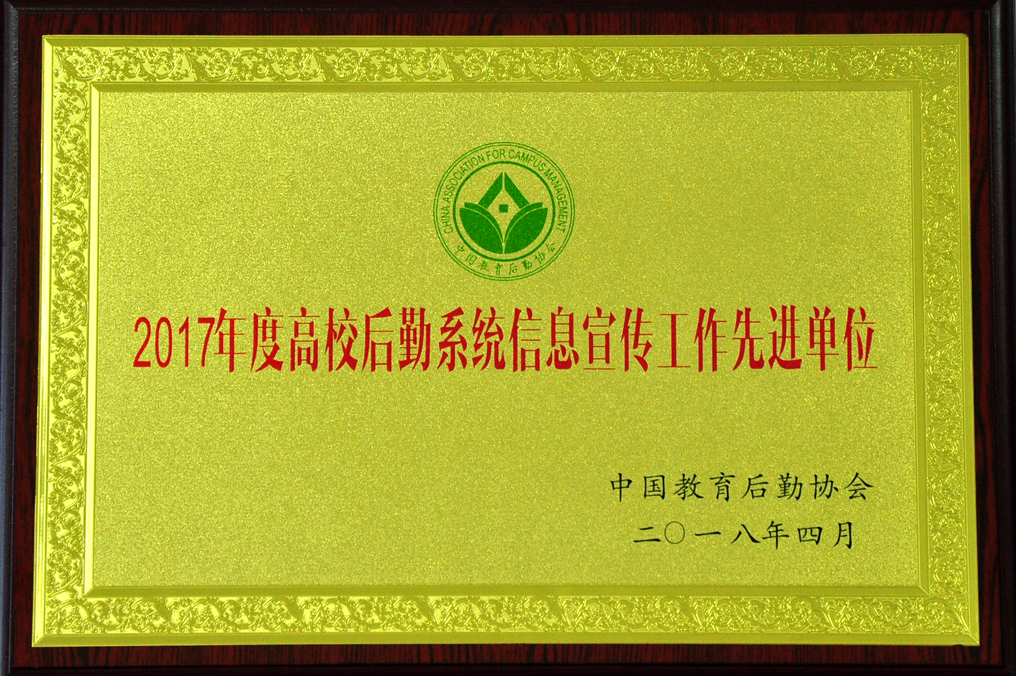 CHINA ASSOCIATION FOR CAMPUS MANAGEMENT
中国教育后勤协会
2017年度高校后勤系统信息宣传工作先进单位
中国教育后勤协会
二〇一八年四月